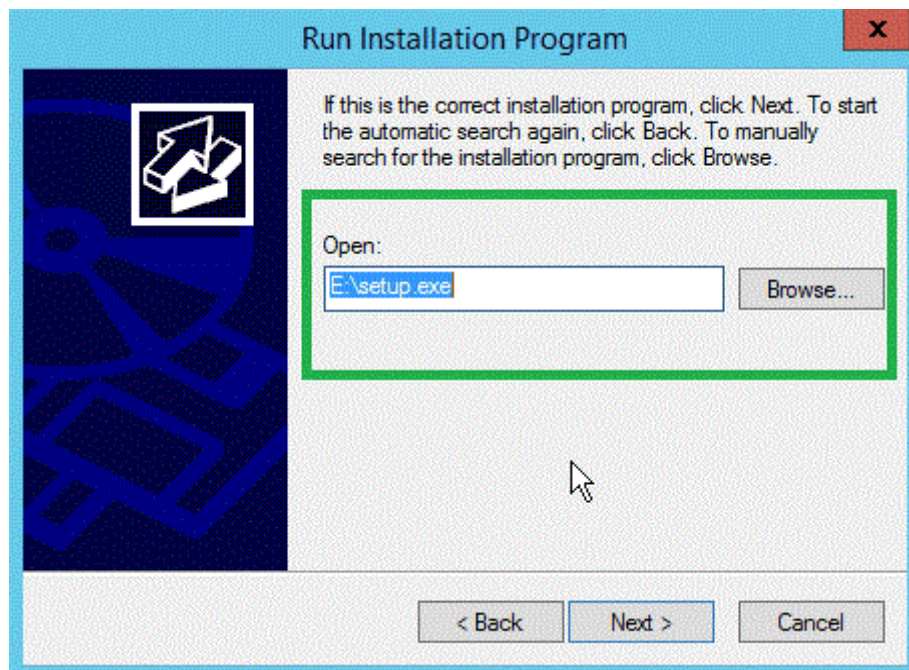 Run Installation Program
x
If this is the correct installation program, click Next. To start
the automatic search again, click Back. To manually
search for the installation program, click Browse.
Open:
E:\setup.exe
Browse...
< Back
Next >
Cancel